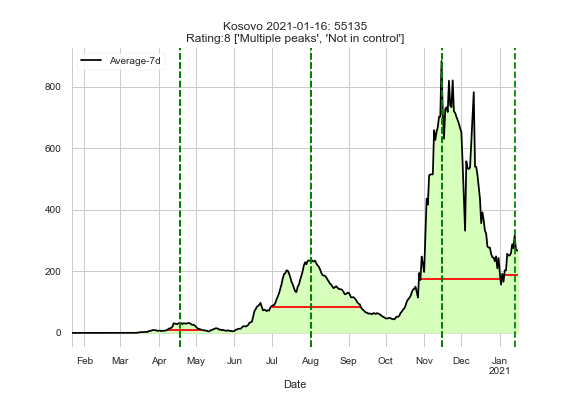 Kosovo 2021-01-16: 55135
Rating:8 ['Multiple peaks', 'Not in control']
Average-7d
800
600
400
200
0
Feb Mar Apr May Jun Jul Aug Sep Oct Nov Dec Jan
2021
Date